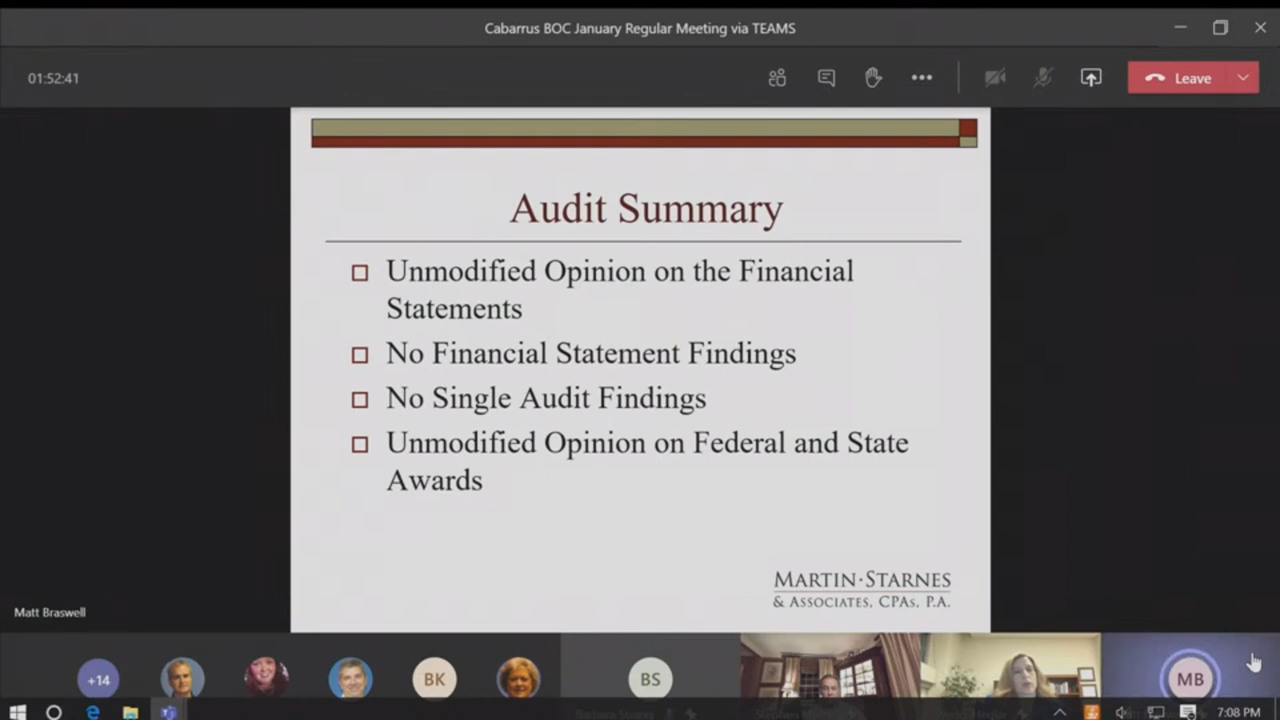 Cabarrus BOC January Regular Meeting via TEAMS
01:52:41
Leave
Audit Summary
Unmodified Opinion on the Financial
Statements
No Financial Statement Findings
No Single Audit Findings
Unmodified Opinion on Federal and State
Awards
MARTIN·STARNES
& ASSOCIATES, CPAS, P.A.
Matt Braswell
+14
BK
BS
MB
7:08 PM